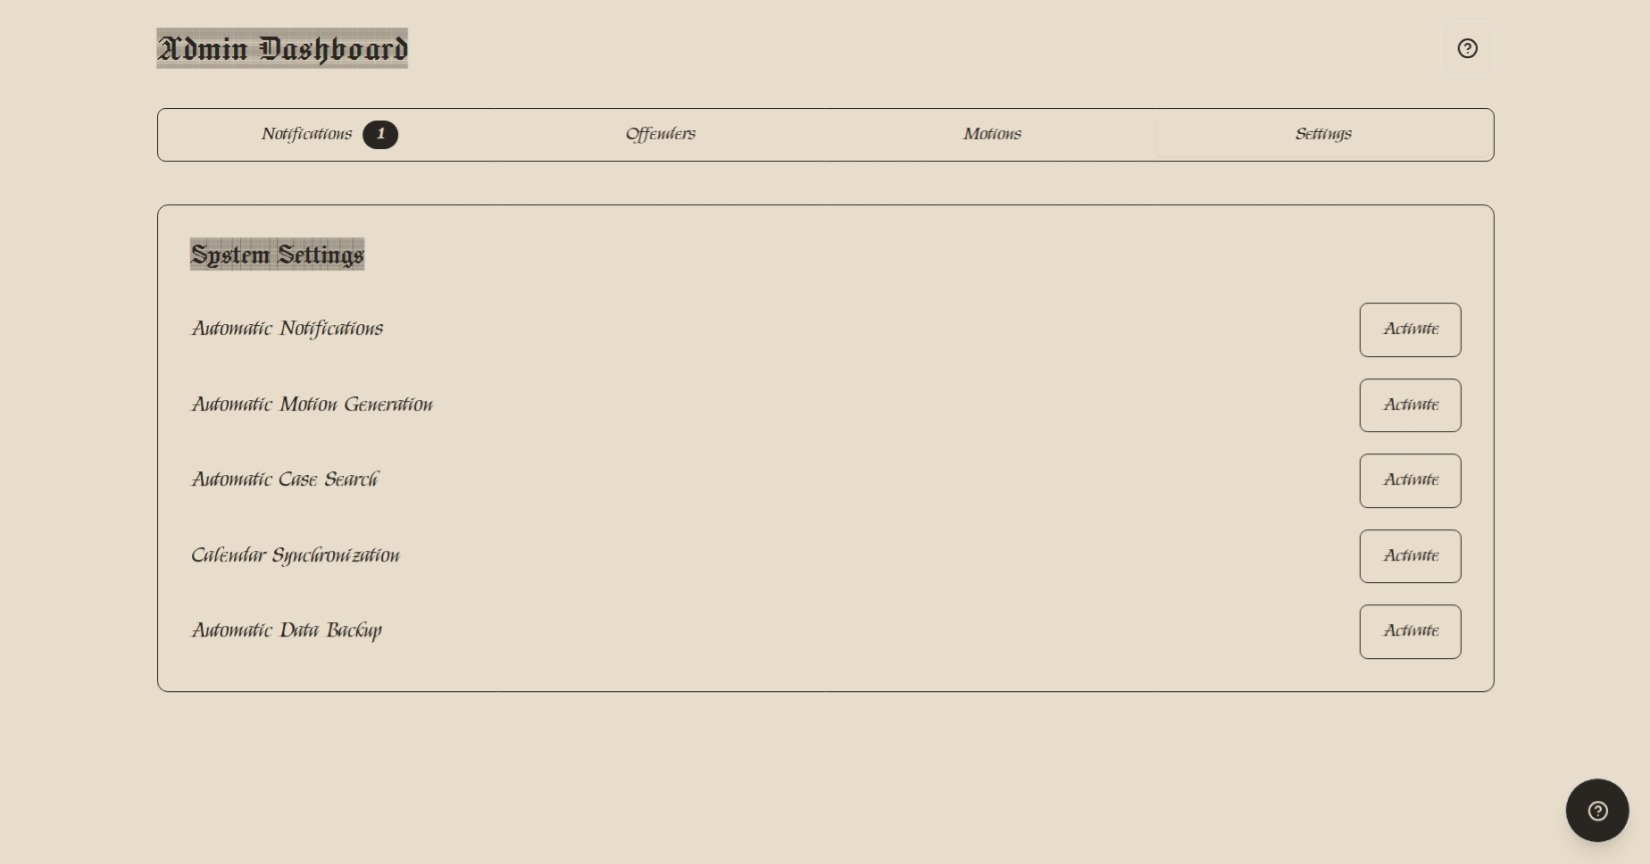 Admin Dashboard
Notifications 1
Offenders
Motions
Settings
System Settings
Automatic Notifications
Activate
Automatic Motion Generation
Activate
Automatic Case Search
Activate
Calendar Synchronization
Activate
Automatic Data Backup
Activate